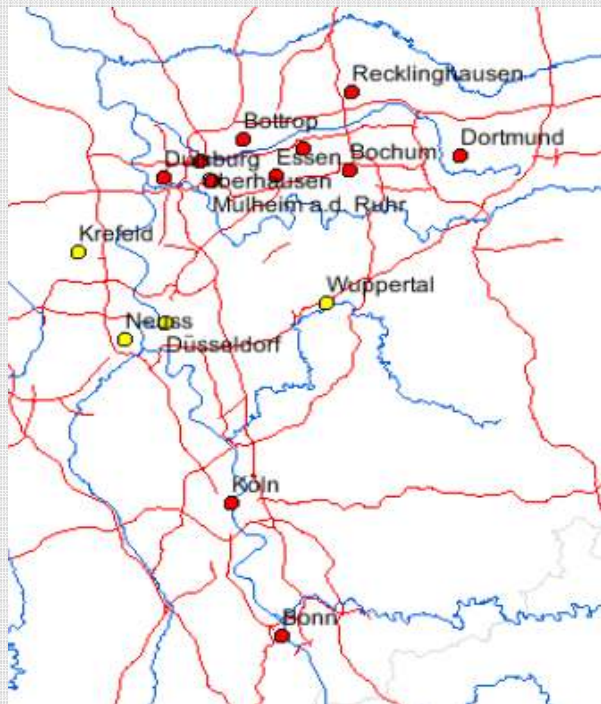 Recklinghausen
Bottrop
Dortmund
Duisburg
Essen
Bochum
Oberhausen
Mülheim a.d. Ruhr
Krefeld
Wuppertal
Neuss
Düsseldorf
Köln
Bonn